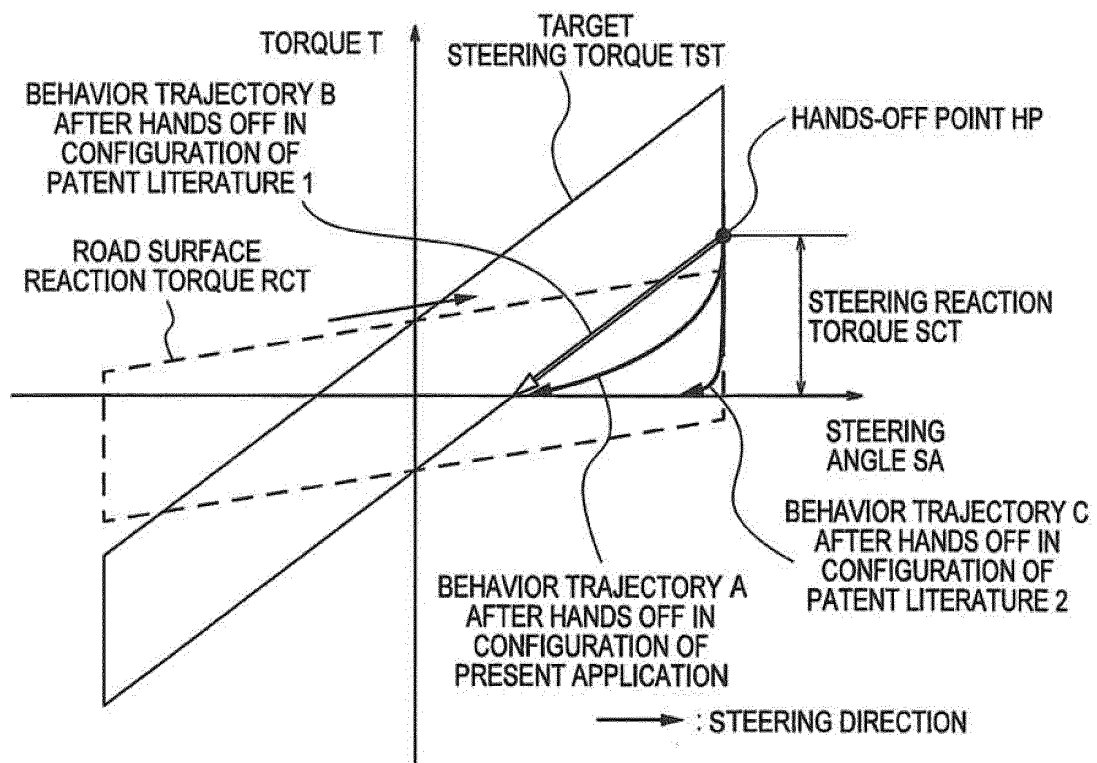 TORQUE T
TARGET
STEERING TORQUE TST
BEHAVIOR TRAJECTORY B
AFTER HANDS OFF IN
CONFIGURATION OF
PATENT LITERATURE 1
HANDS-OFF POINT HP
ROAD SURFACE
REACTION TORQUE RCT
STEERING REACTION
TORQUE SCT
STEERING
ANGLE SA
BEHAVIOR TRAJECTORY C
AFTER HANDS OFF IN
CONFIGURATION OF
PATENT LITERATURE 2
BEHAVIOR TRAJECTORY A
AFTER HANDS OFF IN
CONFIGURATION OF
PRESENT APPLICATION
: STEERING DIRECTION